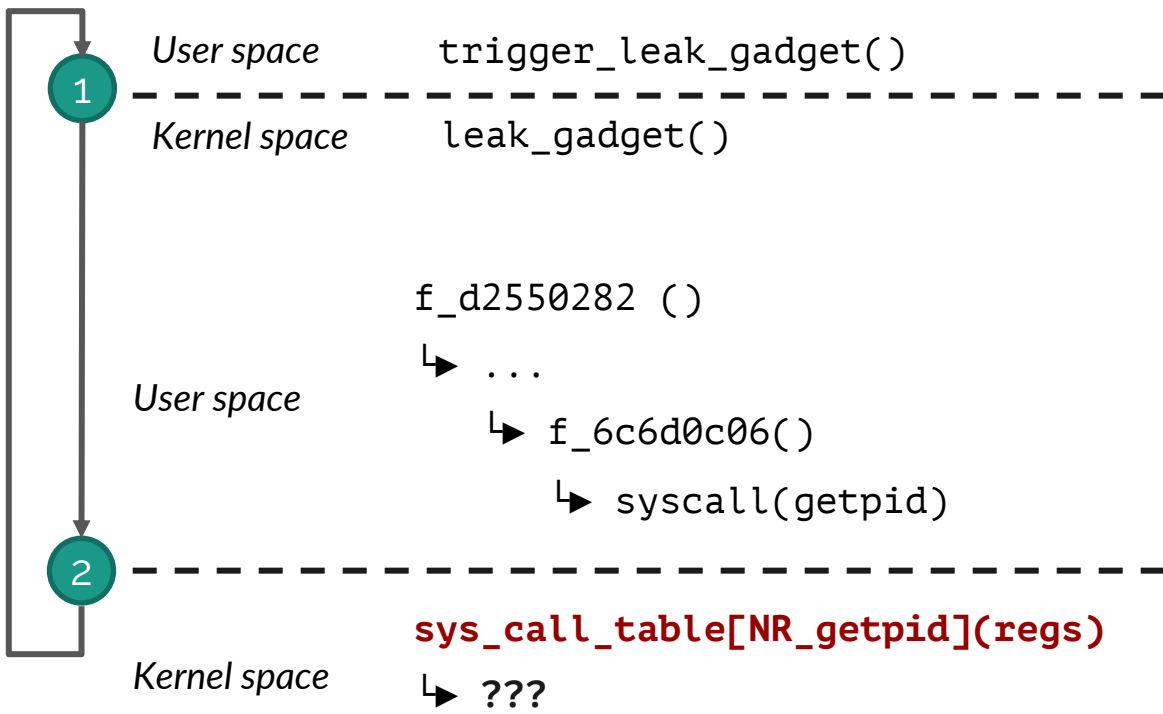 User space trigger_leak_gadget()
1
Kernel space leak_gadget()
f_d2550282 ()
...
User space
f_6c6d0c06()
syscall(getpid)
2
sys_call_table[NR_getpid](regs)
Kernel space
???